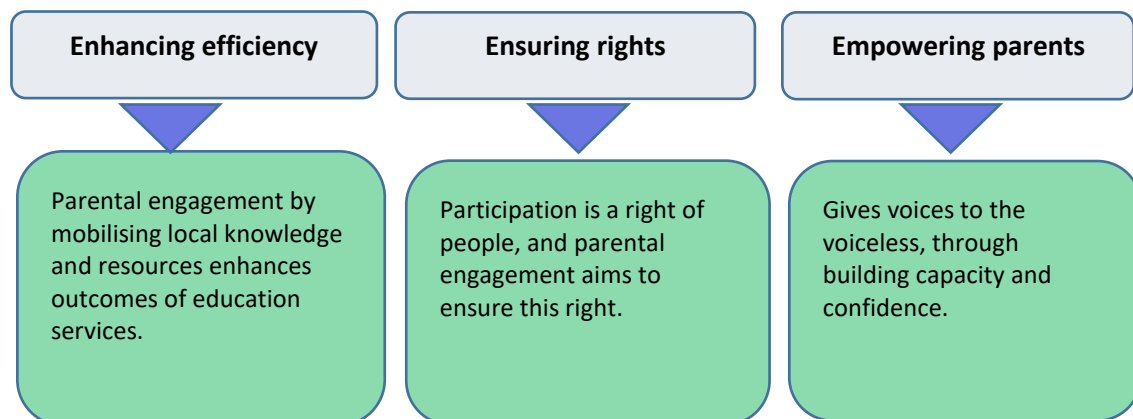 Enhancing efficiency
Parental engagement by
mobilising local knowledge
and resources enhances
outcomes of education
services.
Ensuring rights
Participation is a right of
people, and parental
engagement aims to
ensure this right.
Empowering parents
Gives voices to the
voiceless, through
building capacity and
confidence.